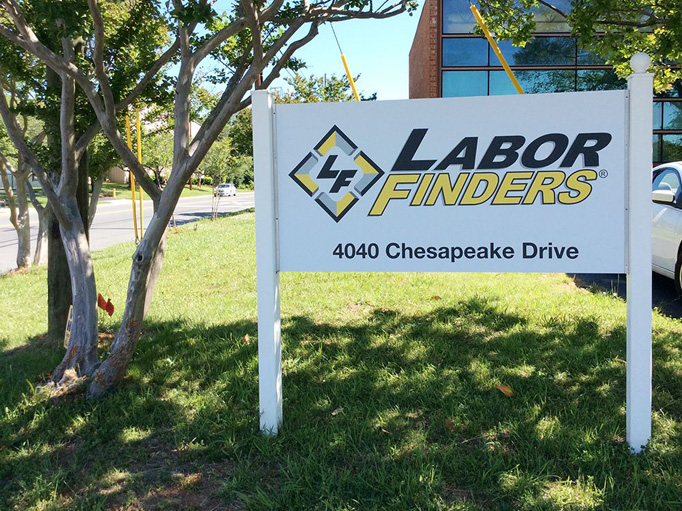 LF
LABOR
FINDERS®
4040 Chesapeake Drive